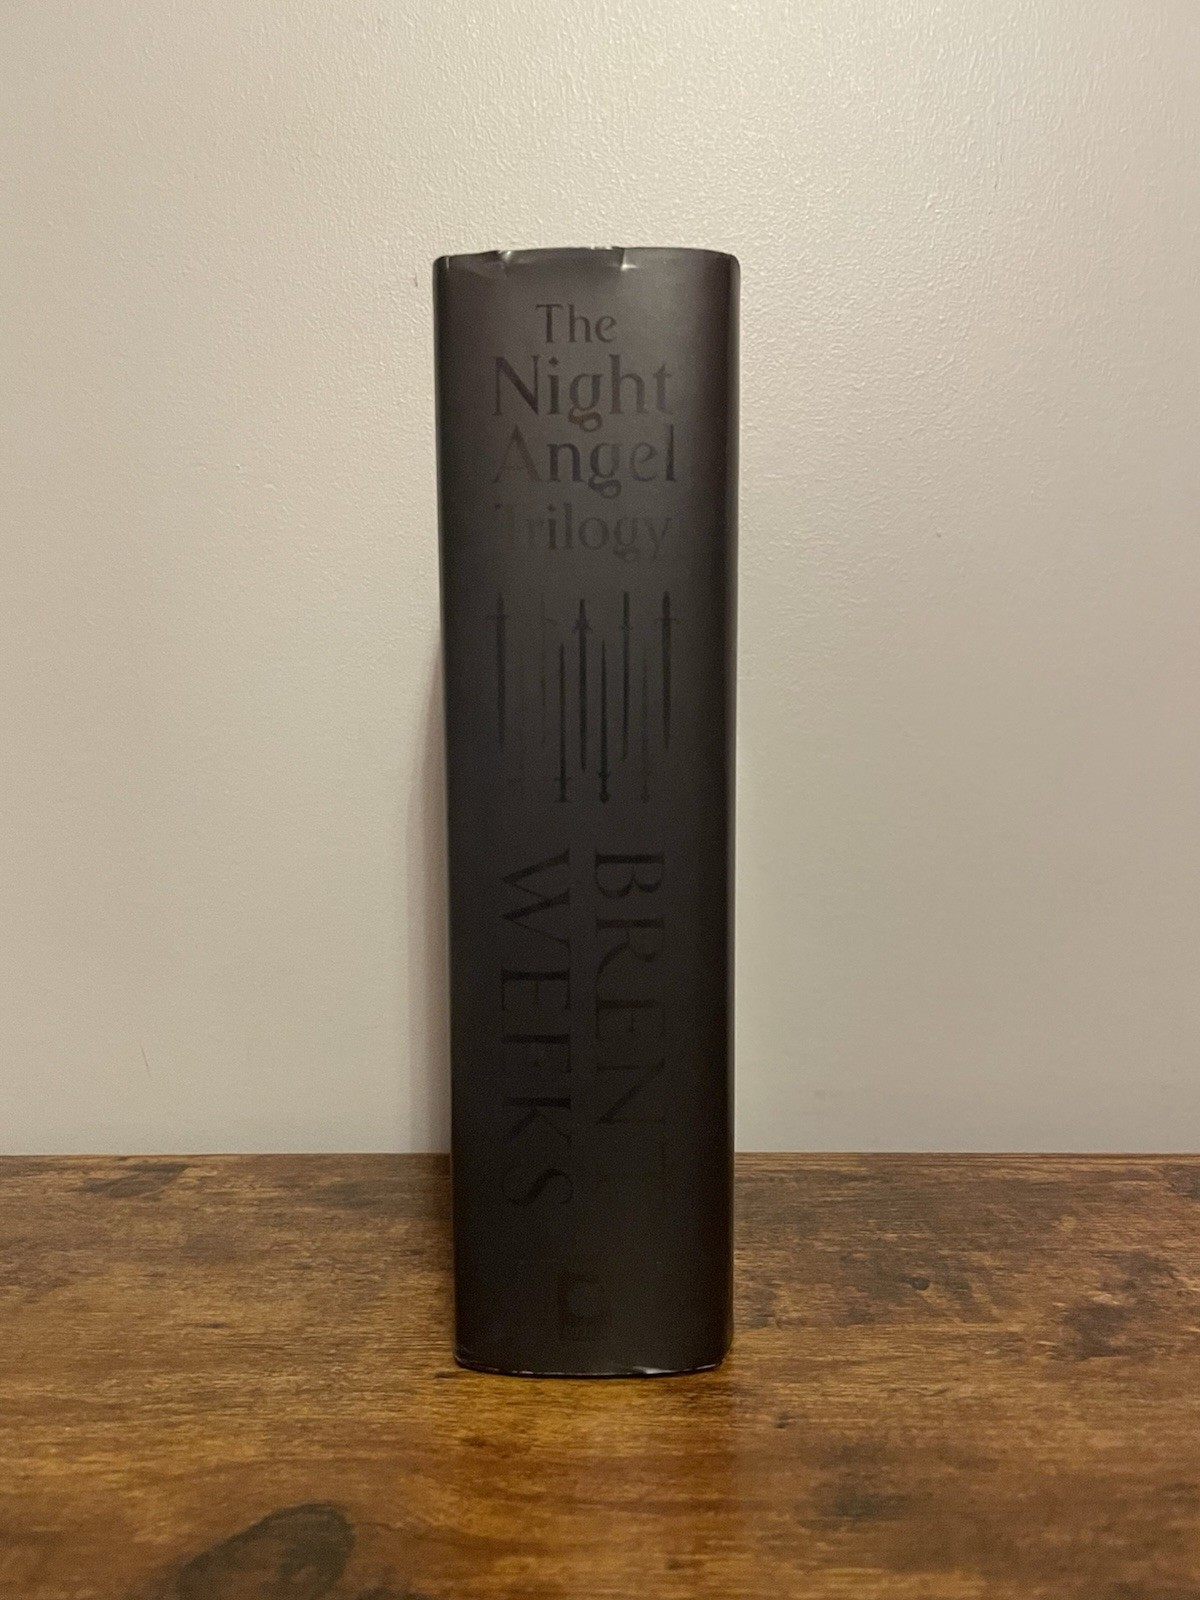 The
Night
Angel
Trilogy
BRENT
WEEKS